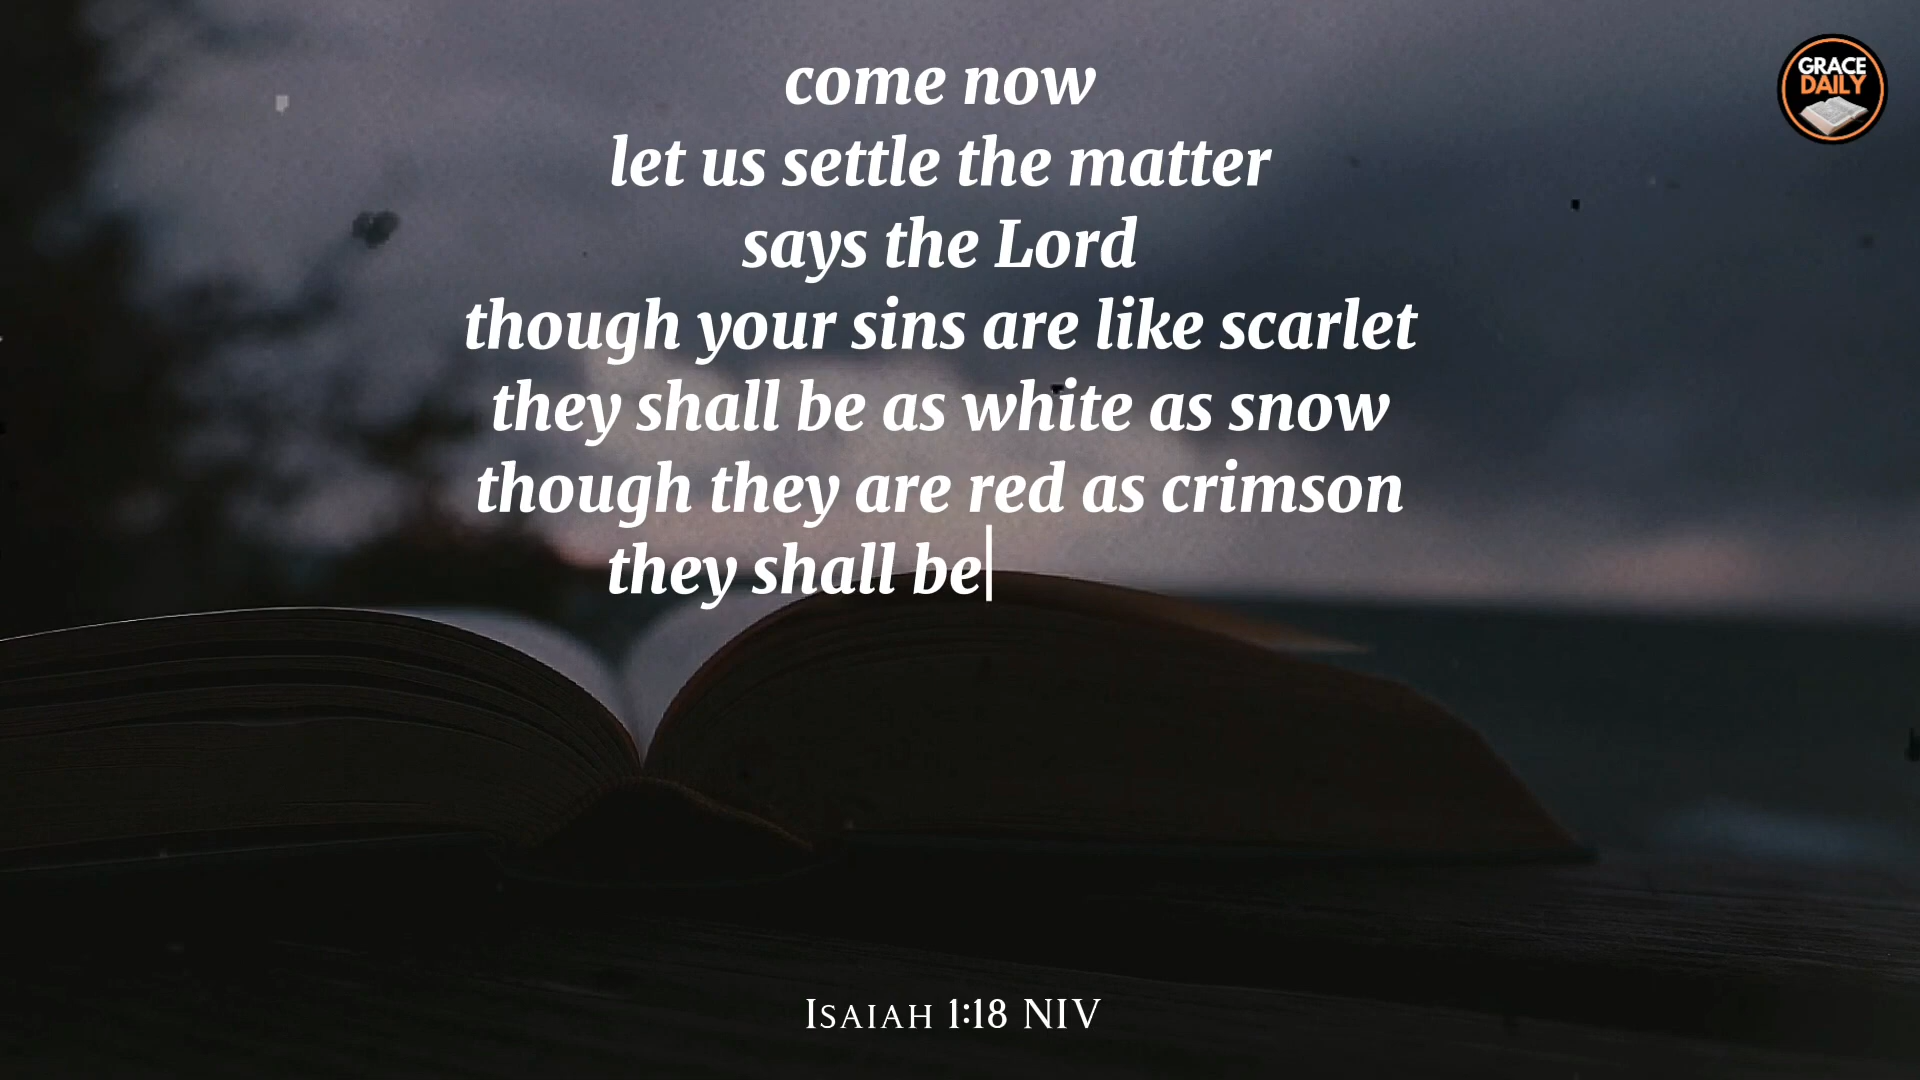 come now
let us settle the matter
says the Lord
though your sins are like scarlet
they shall be as white as snow
though they are red as crimson
they shall be
GRACE
DAILY
Isaiah 1:18 NIV